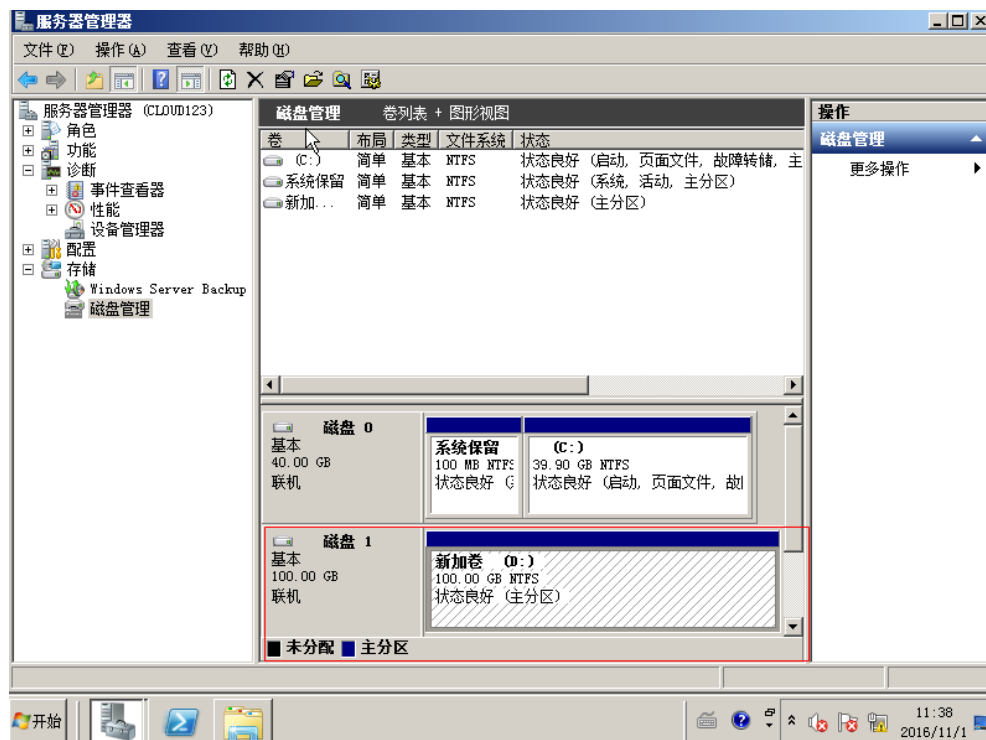 服务器管理器
文件(F) 操作(A) 查看(V) 帮助(H)
服务器管理器 (CLOUD123)
角色
功能
诊断
事件查看器
性能
设备管理器
配置
存储
Windows Server Backup
磁盘管理
磁盘管理 卷列表 + 图形视图
卷 布局 类型 文件系统 状态
(C:) 简单 基本 NTFS 状态良好 (启动, 页面文件, 故障转储, 主
系统保留 简单 基本 NTFS 状态良好 (系统, 活动, 主分区)
新加... 简单 基本 NTFS 状态良好 (主分区)
磁盘 0
基本
40.00 GB
联机
系统保留
100 MB NTFS
状态良好 (
(C:)
39.90 GB NTFS
状态良好 (启动, 页面文件, 故
磁盘 1
基本
100.00 GB
联机
新加卷 (D:)
100.00 GB NTFS
状态良好 (主分区)
未分配 主分区
操作
磁盘管理
更多操作
开始
11:38
2016/11/1